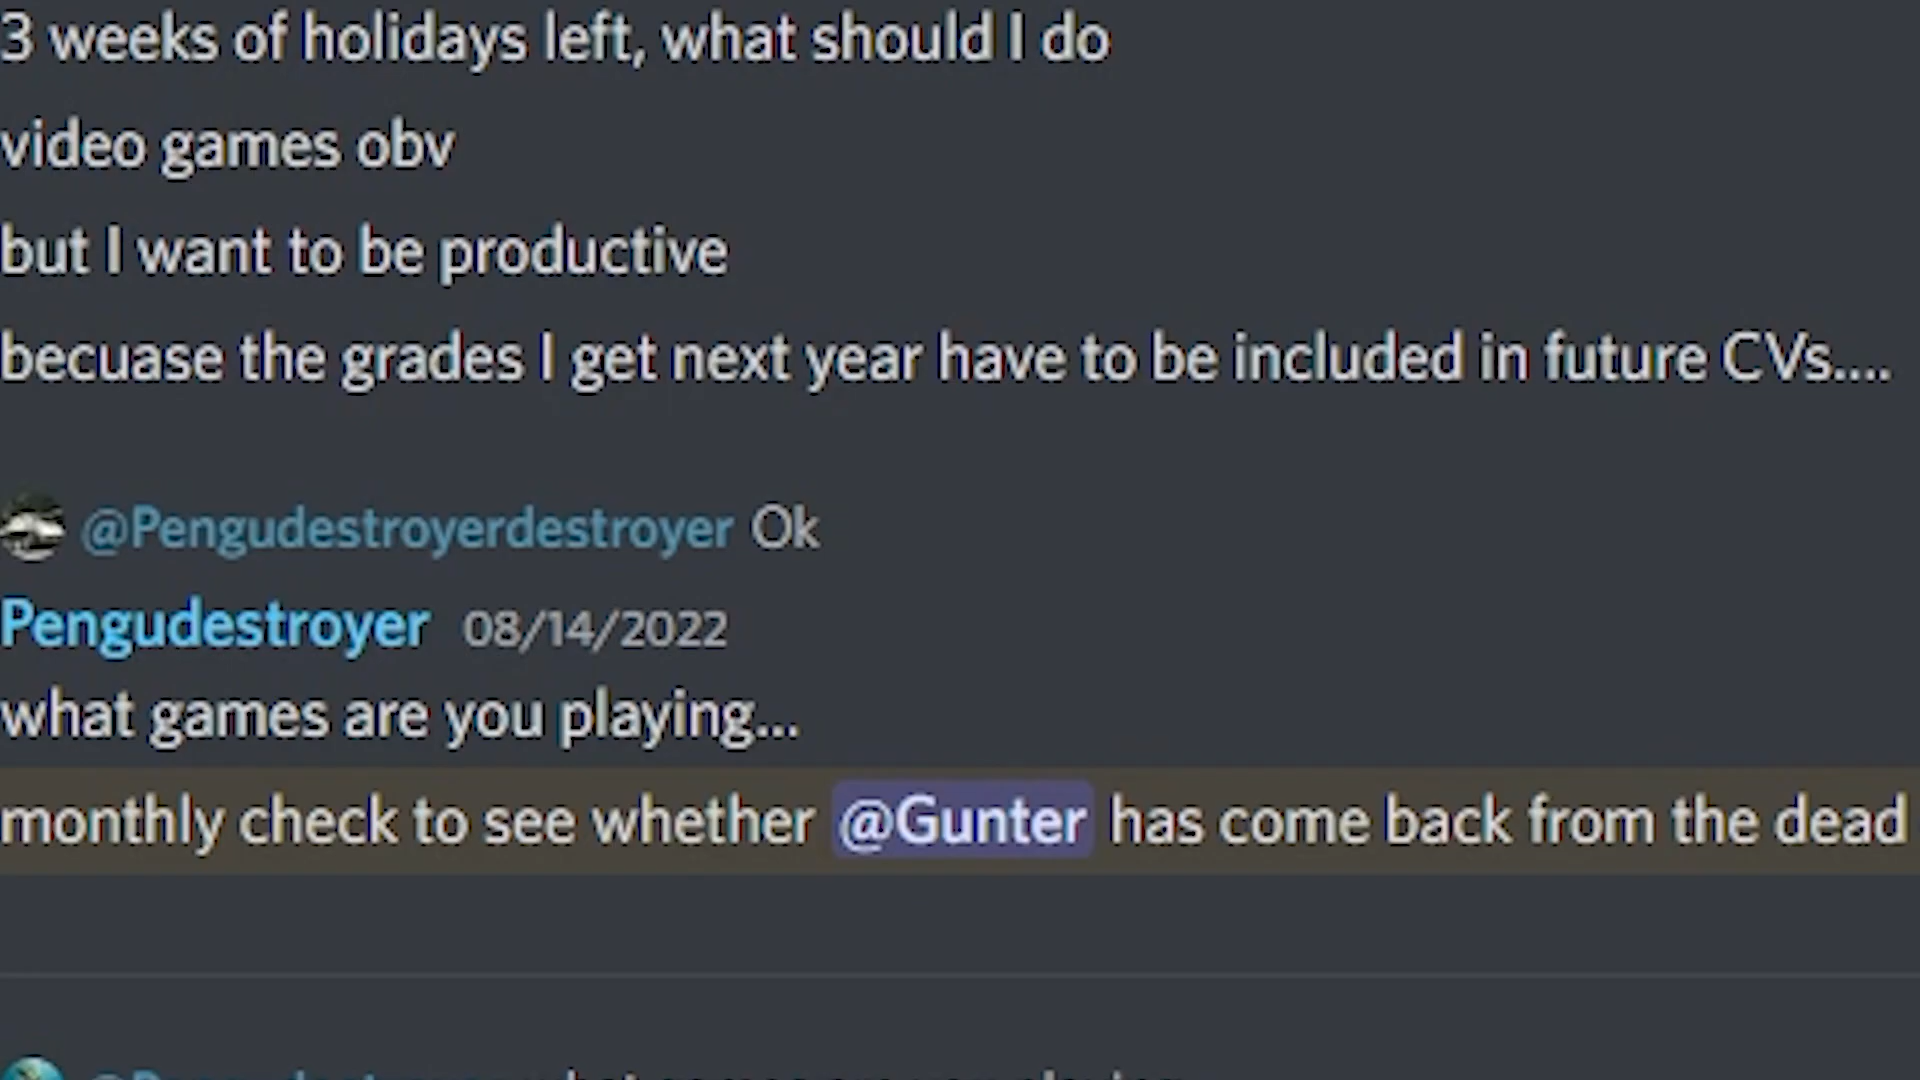 3 weeks of holidays left, what should I do
video games obv
but I want to be productive
becuase the grades I get next year have to be included in future CVs....
@Pengudestroyerdestroyer Ok
Pengudestroyer 08/14/2022
what games are you playing...
monthly check to see whether @Gunter has come back from the dead